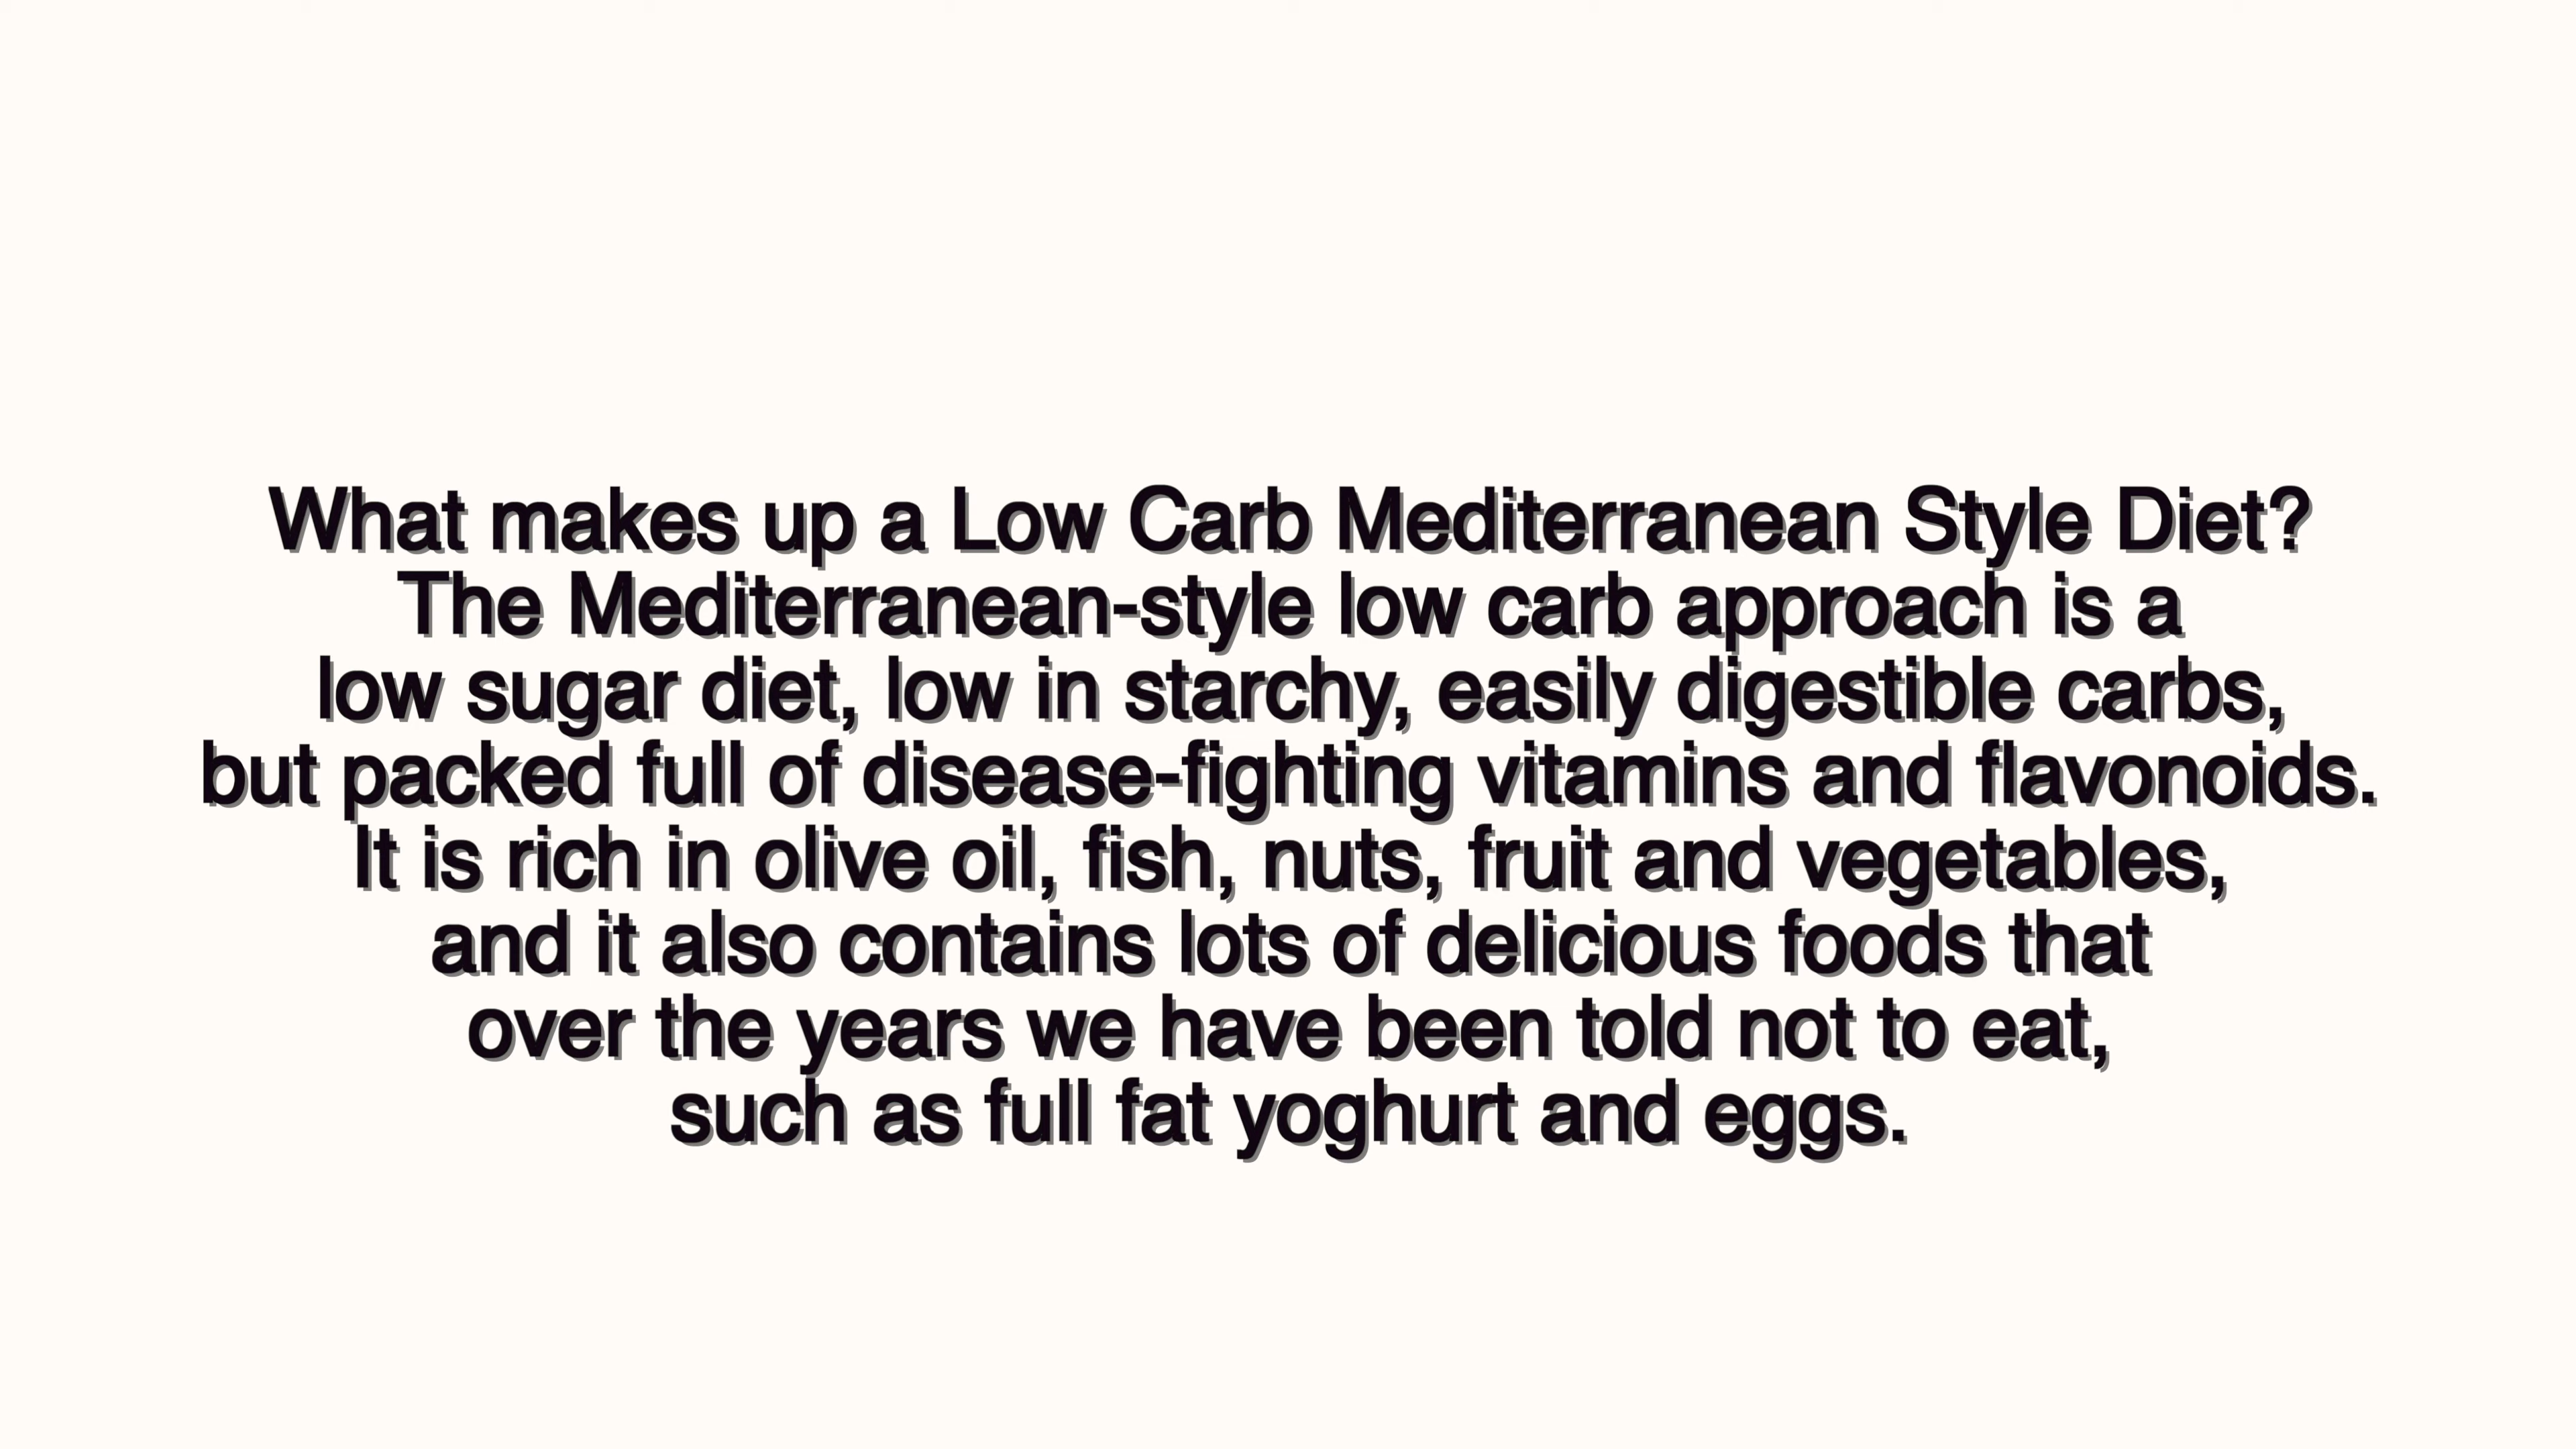 What makes up a Low Carb Mediterranean Style Diet?
The Mediterranean-style low carb approach is a
low sugar diet, low in starchy, easily digestible carbs,
but packed full of disease-fighting vitamins and flavonoids.
It is rich in olive oil, fish, nuts, fruit and vegetables,
and it also contains lots of delicious foods that
over the years we have been told not to eat,
such as full fat yoghurt and eggs.